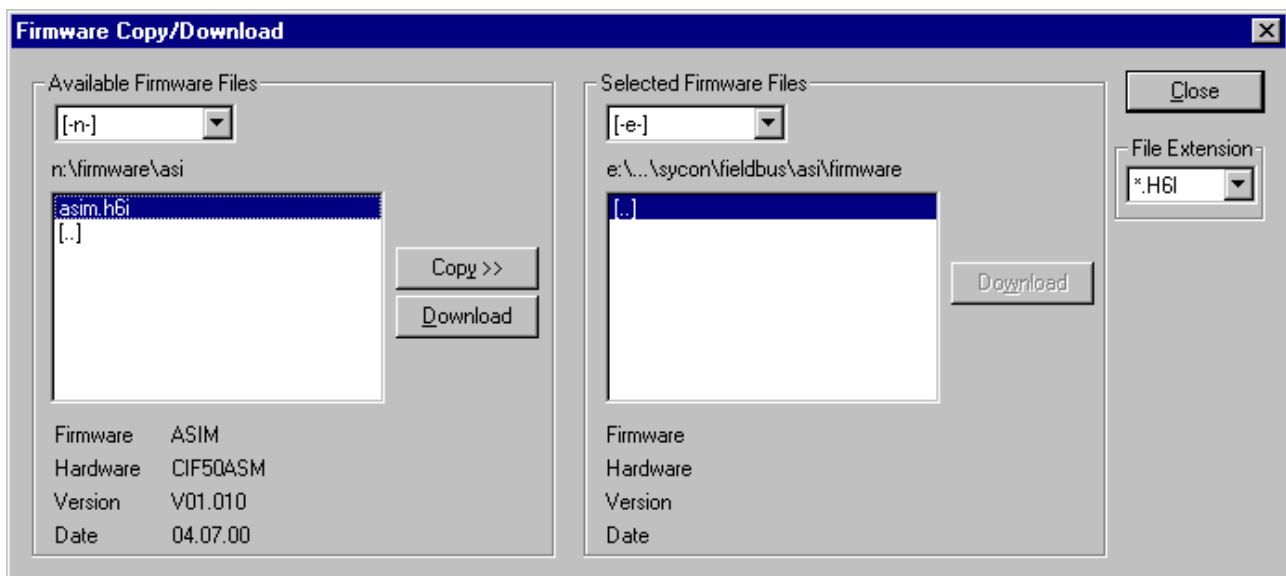 Firmware Copy/Download
Available Firmware Files
[-n-]
n:\firmware\asi
asim.h6i
[..]
Copy >>
Download
Firmware ASIM
Hardware CIF50ASM
Version V01.010
Date 04.07.00
Selected Firmware Files
[-e-]
e:\...\sycon\fieldbus\asi\firmware
[..]
Download
Firmware
Hardware
Version
Date
Close
File Extension
*.H6I